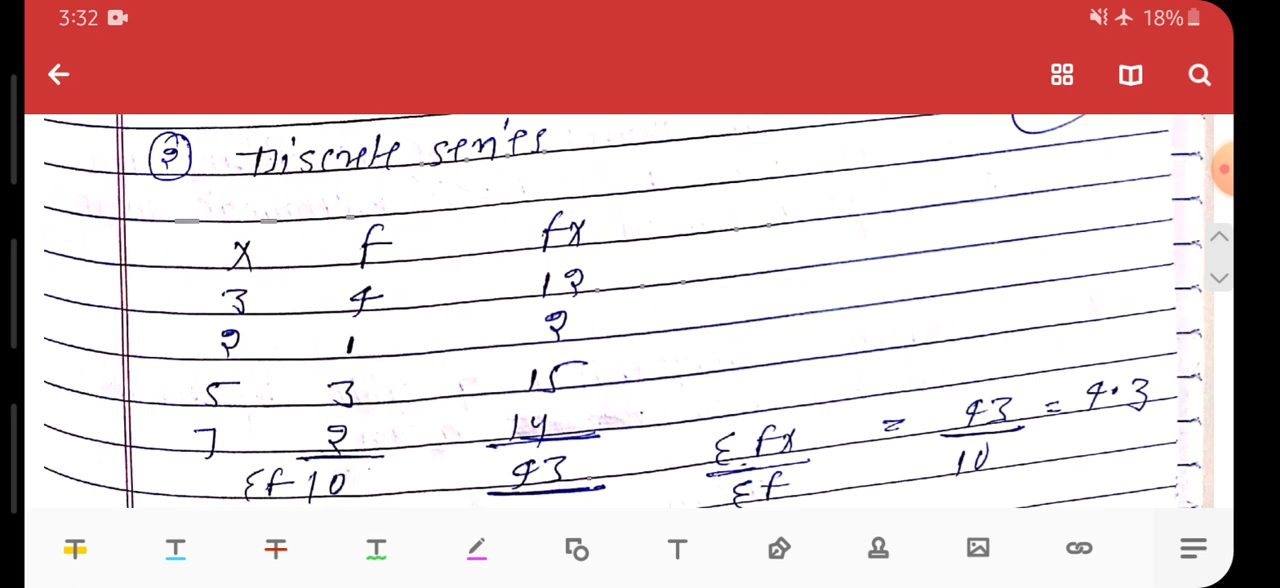 3:32 18%
② Discrete series
x f fx
3 4 12
2 1 2
5 3 15
7 2 14
Σf 10 43 Σfx/Σf = 43/10 = 4.3
T T T T T